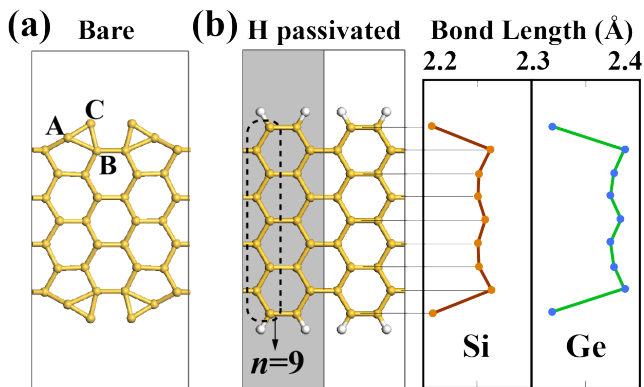 (a) Bare (b) H passivated Bond Length (Å)
2.2 2.3 2.4
A C
B
n=9
Si Ge